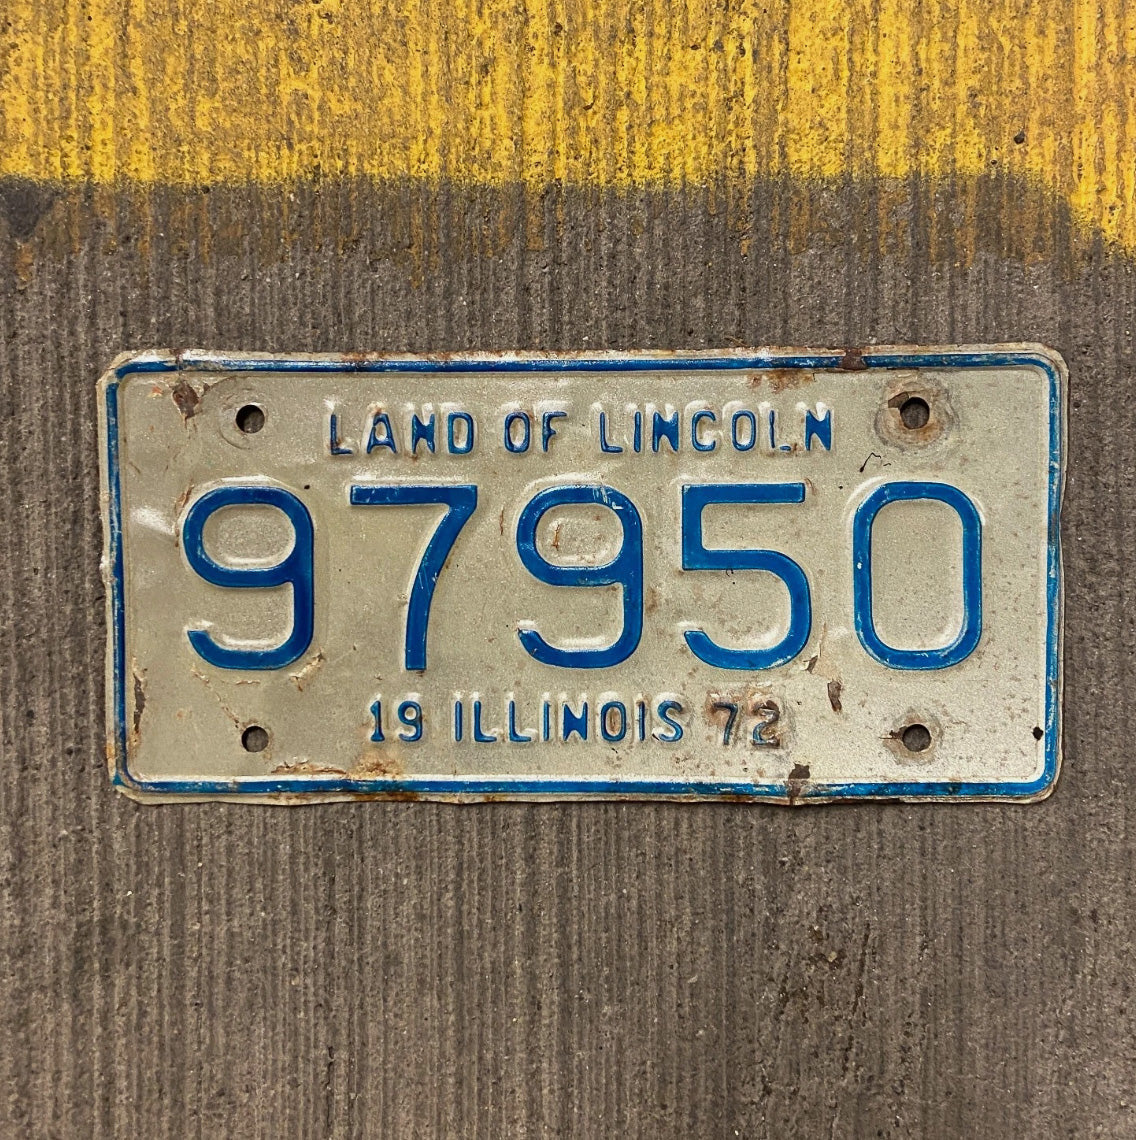 LAND OF LINCOLN
97950
19 ILLINOIS 72